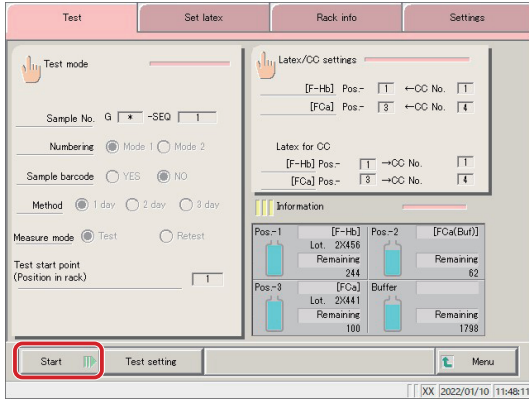 Test Set latex Rack info Settings
Test mode
Sample No. G * -SEQ 1
Numbering Mode 1 Mode 2
Sample barcode YES NO
Method 1 day 2 day 3 day
Measure mode Test Retest
Test start point
(Position in rack) 1
Latex/CC settings
[F-Hb] Pos.- 1 ←CC No. 1
[FCa] Pos.- 3 ←CC No. 4
Latex for CC
[F-Hb] Pos.- 1 →CC No. 1
[FCa] Pos.- 3 →CC No. 4
Information
Pos.-1 [F-Hb] Pos.-2 [FCa(Buf)]
Lot. 2X456
Remaining Remaining
244 62
Pos.-3 [FCa] Buffer
Lot. 2X441
Remaining Remaining
100 1798
Start Test setting Menu
XX 2022/01/10 11:48:11